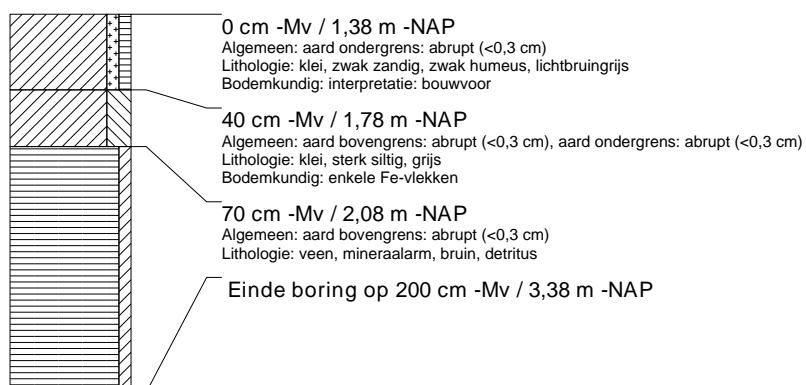 0 cm -Mv / 1,38 m -NAP
Algemeen: aard ondergrens: abrupt (<0,3 cm)
Lithologie: klei, zwak zandig, zwak humeus, lichtbruingrijs
Bodemkundig: interpretatie: bouwvoor
40 cm -Mv / 1,78 m -NAP
Algemeen: aard bovengrens: abrupt (<0,3 cm), aard ondergrens: abrupt (<0,3 cm)
Lithologie: klei, sterk siltig, grijs
Bodemkundig: enkele Fe-vlekken
70 cm -Mv / 2,08 m -NAP
Algemeen: aard bovengrens: abrupt (<0,3 cm)
Lithologie: veen, mineraalarm, bruin, detritus
Einde boring op 200 cm -Mv / 3,38 m -NAP